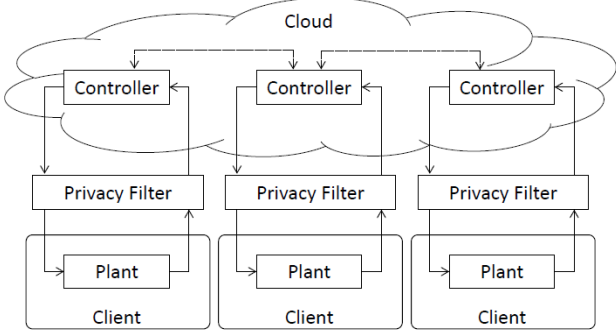 Cloud
Controller Controller Controller
Privacy Filter Privacy Filter Privacy Filter
Plant Plant Plant
Client Client Client